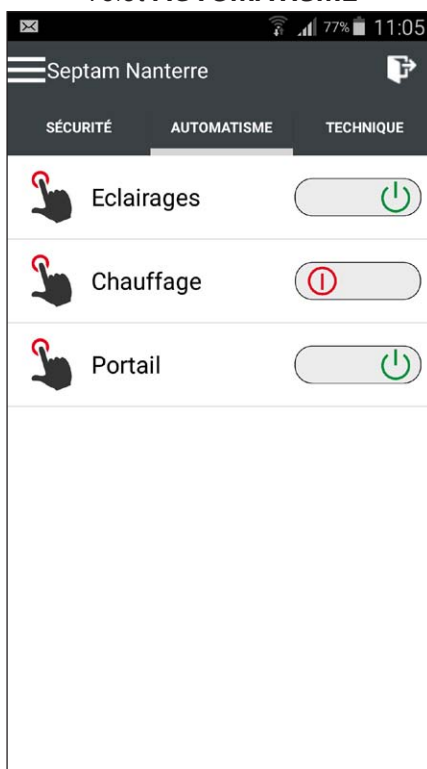 77% 11:05
Septam Nanterre
SÉCURITÉ AUTOMATISME TECHNIQUE
Eclairages
Chauffage
Portail